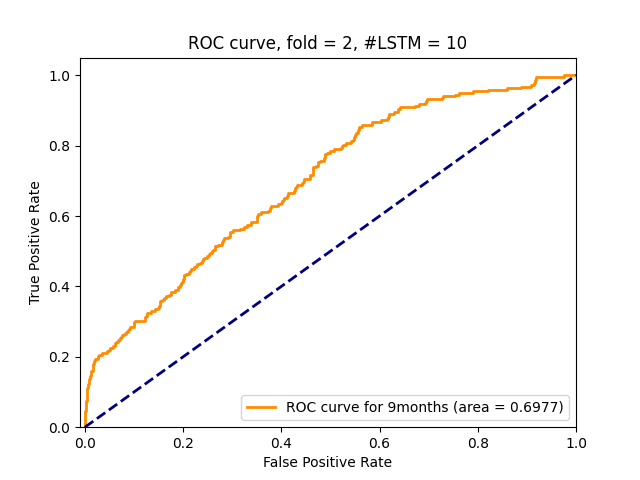 ROC curve, fold = 2, #LSTM = 10
1.0
0.8
0.6
0.4
0.2
0.0
True Positive Rate
ROC curve for 9months (area = 0.6977)
0.0 0.2 0.4 0.6 0.8 1.0
False Positive Rate